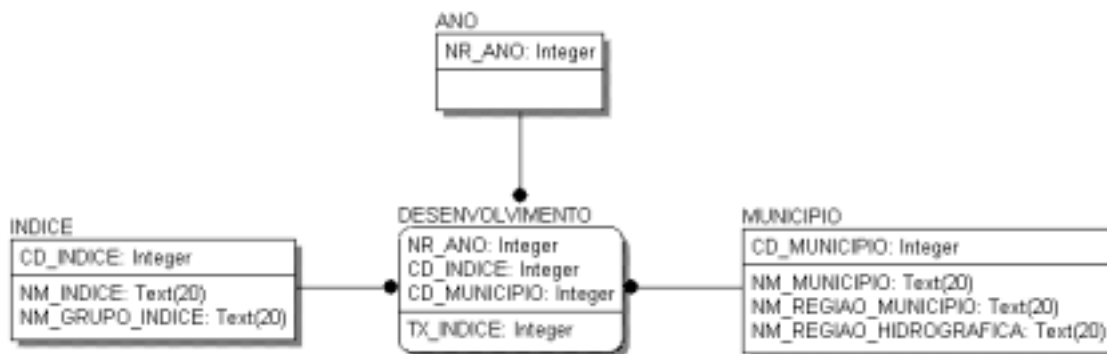 ANO
NR_ANO: Integer
INDICE
CD_INDICE: Integer
NM_INDICE: Text(20)
NM_GRUPO_INDICE: Text(20)
DESENVOLVIMENTO
NR_ANO: Integer
CD_INDICE: Integer
CD_MUNICIPIO: Integer
TX_INDICE: Integer
MUNICIPIO
CD_MUNICIPIO: Integer
NM_MUNICIPIO: Text(20)
NM_REGIAO_MUNICIPIO: Text(20)
NM_REGIAO_HIDROGRAFICA: Text(20)